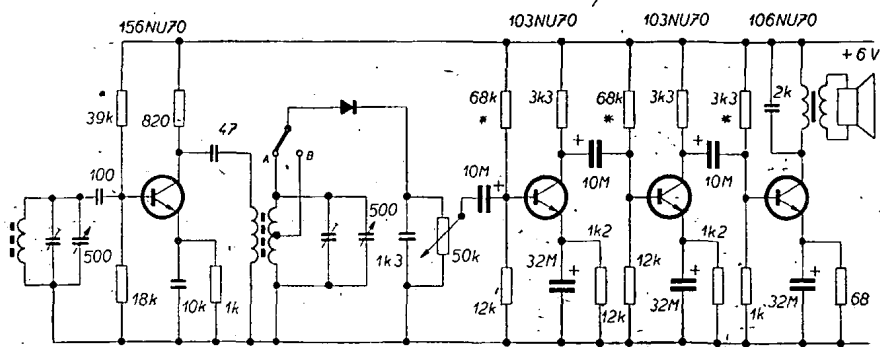 156NU70
103NU70
103NU70
106NU70
+6V
39k
820
47
100
500
18k
10k
1k
A
B
500
1k3
50k
10M
+
68k
*
3k3
+
10M
12k
32M
+
1k2
12k
68k
*
3k3
+
10M
12k
32M
+
1k2
3k3
*
2k
1k
32M
+
68